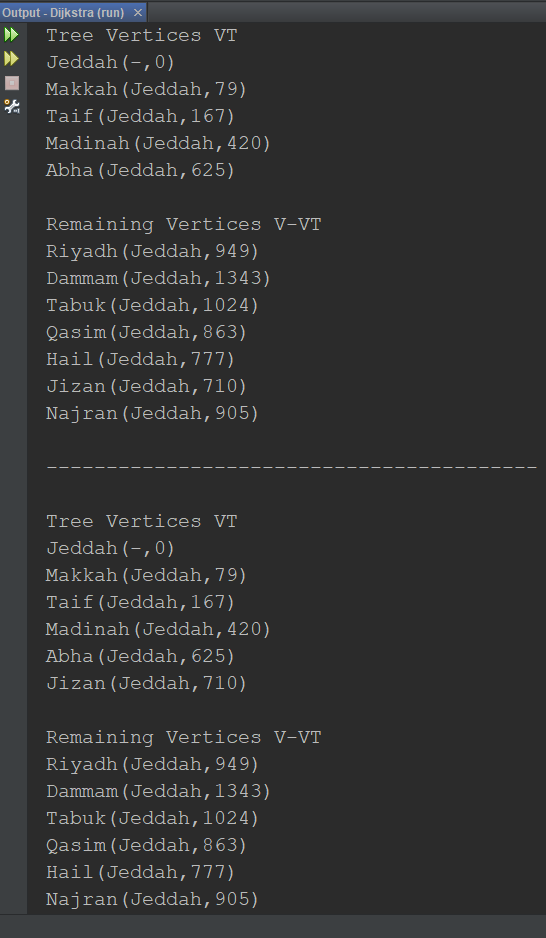 Output - Dijkstra (run) ×
Tree Vertices VT
Jeddah(-,0)
Makkah(Jeddah,79)
Taif(Jeddah,167)
Madinah(Jeddah,420)
Abha(Jeddah,625)
Remaining Vertices V-VT
Riyadh(Jeddah,949)
Dammam(Jeddah,1343)
Tabuk(Jeddah,1024)
Qasim(Jeddah,863)
Hail(Jeddah,777)
Jizan(Jeddah,710)
Najran(Jeddah,905)
-----------------------------------------
Tree Vertices VT
Jeddah(-,0)
Makkah(Jeddah,79)
Taif(Jeddah,167)
Madinah(Jeddah,420)
Abha(Jeddah,625)
Jizan(Jeddah,710)
Remaining Vertices V-VT
Riyadh(Jeddah,949)
Dammam(Jeddah,1343)
Tabuk(Jeddah,1024)
Qasim(Jeddah,863)
Hail(Jeddah,777)
Najran(Jeddah,905)